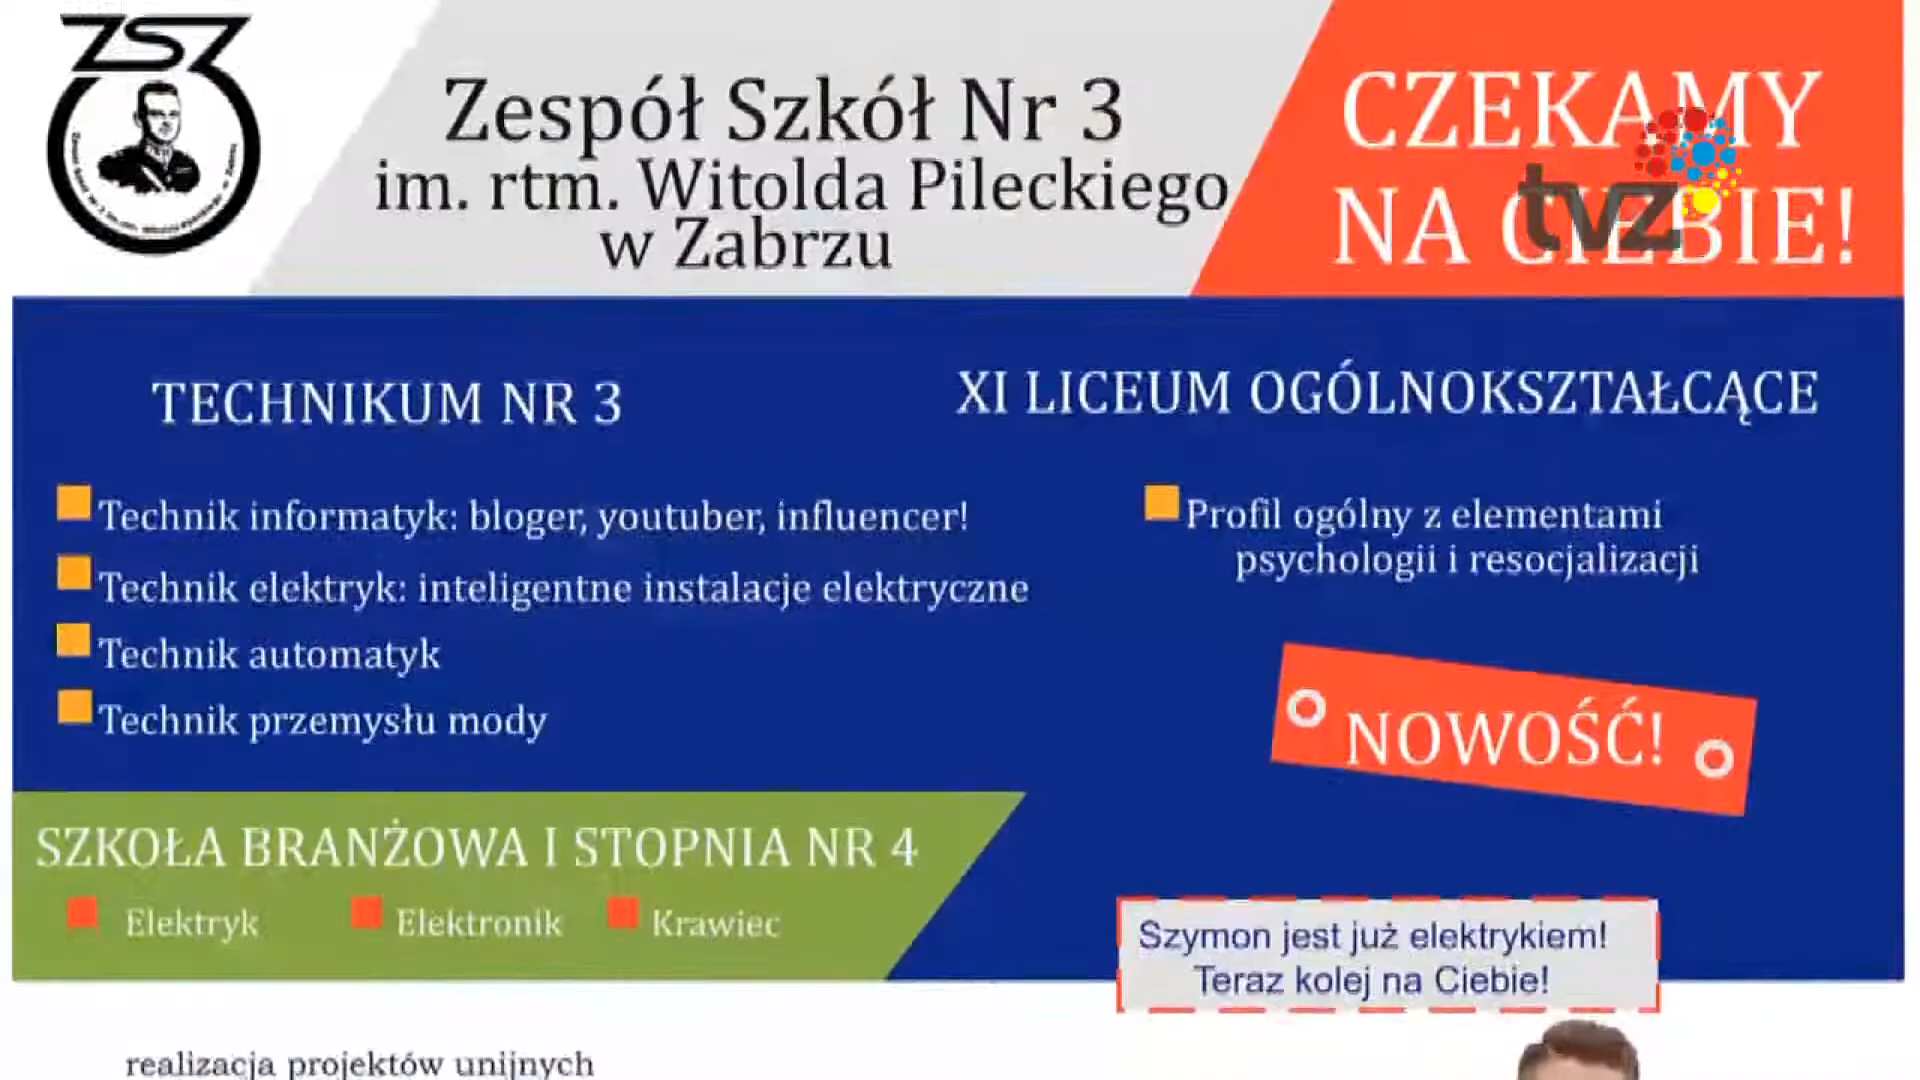 ZS3
Zespół Szkół Nr 3
im. rtm. Witolda Pileckiego
w Zabrzu
CZEKAMY
NA CIEBIE!
tvz
TECHNIKUM NR 3
Technik informatyk: bloger, youtuber, influencer!
Technik elektryk: inteligentne instalacje elektryczne
Technik automatyk
Technik przemysłu mody
XI LICEUM OGÓLNOKSZTAŁCĄCE
Profil ogólny z elementami
psychologii i resocjalizacji
NOWOŚĆ!
SZKOŁA BRANŻOWA I STOPNIA NR 4
Elektryk Elektronik Krawiec
Szymon jest już elektrykiem!
Teraz kolej na Ciebie!
realizacja projektów unijnych